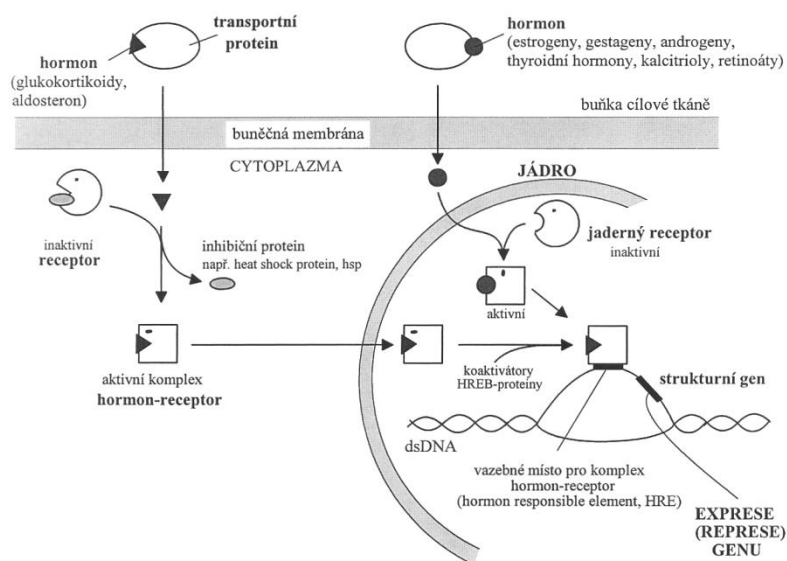 transportní
protein
hormon
(glukokortikoidy,
aldosteron)
hormon
(estrogeny, gestageny, androgeny,
thyroidní hormony, kalcitrioly, retinoáty)
buňka cílové tkáně
buněčná membrána
CYTOPLAZMA
JÁDRO
inaktivní
receptor
inhibiční protein
např. heat shock protein, hsp
jaderný receptor
inaktivní
aktivní
aktivní komplex
hormon-receptor
koaktivátory
HREB-proteiny
strukturní gen
dsDNA
vazebné místo pro komplex
hormon-receptor
(hormon responsible element, HRE)
EXPRESE
(REPRESE)
GENU